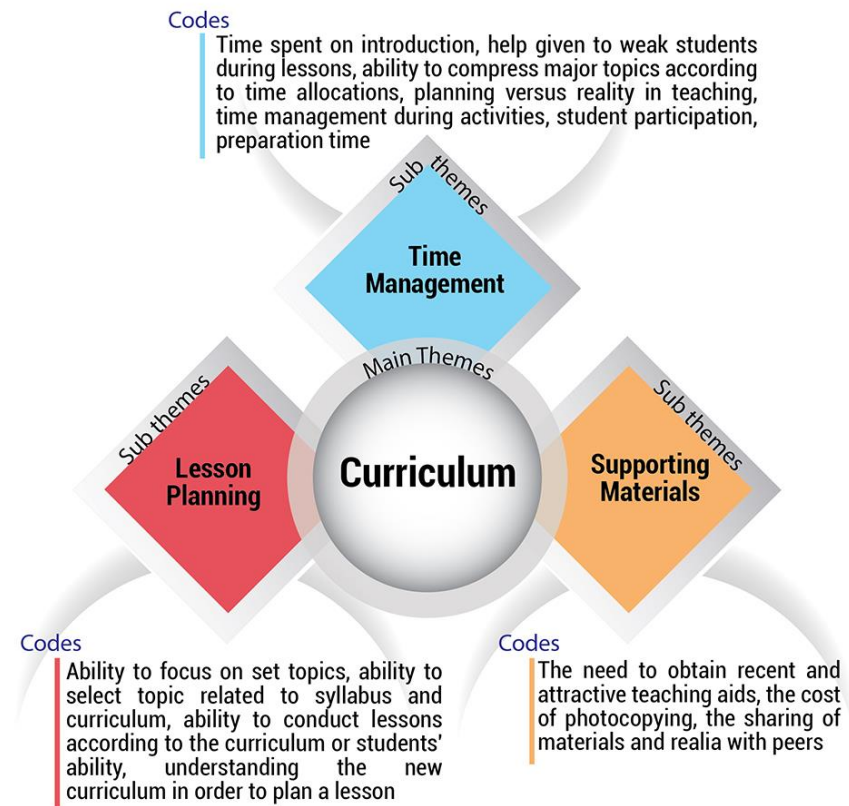 Codes
Time spent on introduction, help given to weak students
during lessons, ability to compress major topics according
to time allocations, planning versus reality in teaching,
time management during activities, student participation,
preparation time
Sub themes
Time
Management
Main Themes
Curriculum
Sub themes
Lesson
Planning
Sub themes
Supporting
Materials
Codes
Ability to focus on set topics, ability to
select topic related to syllabus and
curriculum, ability to conduct lessons
according to the curriculum or students'
ability, understanding the new
curriculum in order to plan a lesson
Codes
The need to obtain recent and
attractive teaching aids, the cost
of photocopying, the sharing of
materials and realia with peers